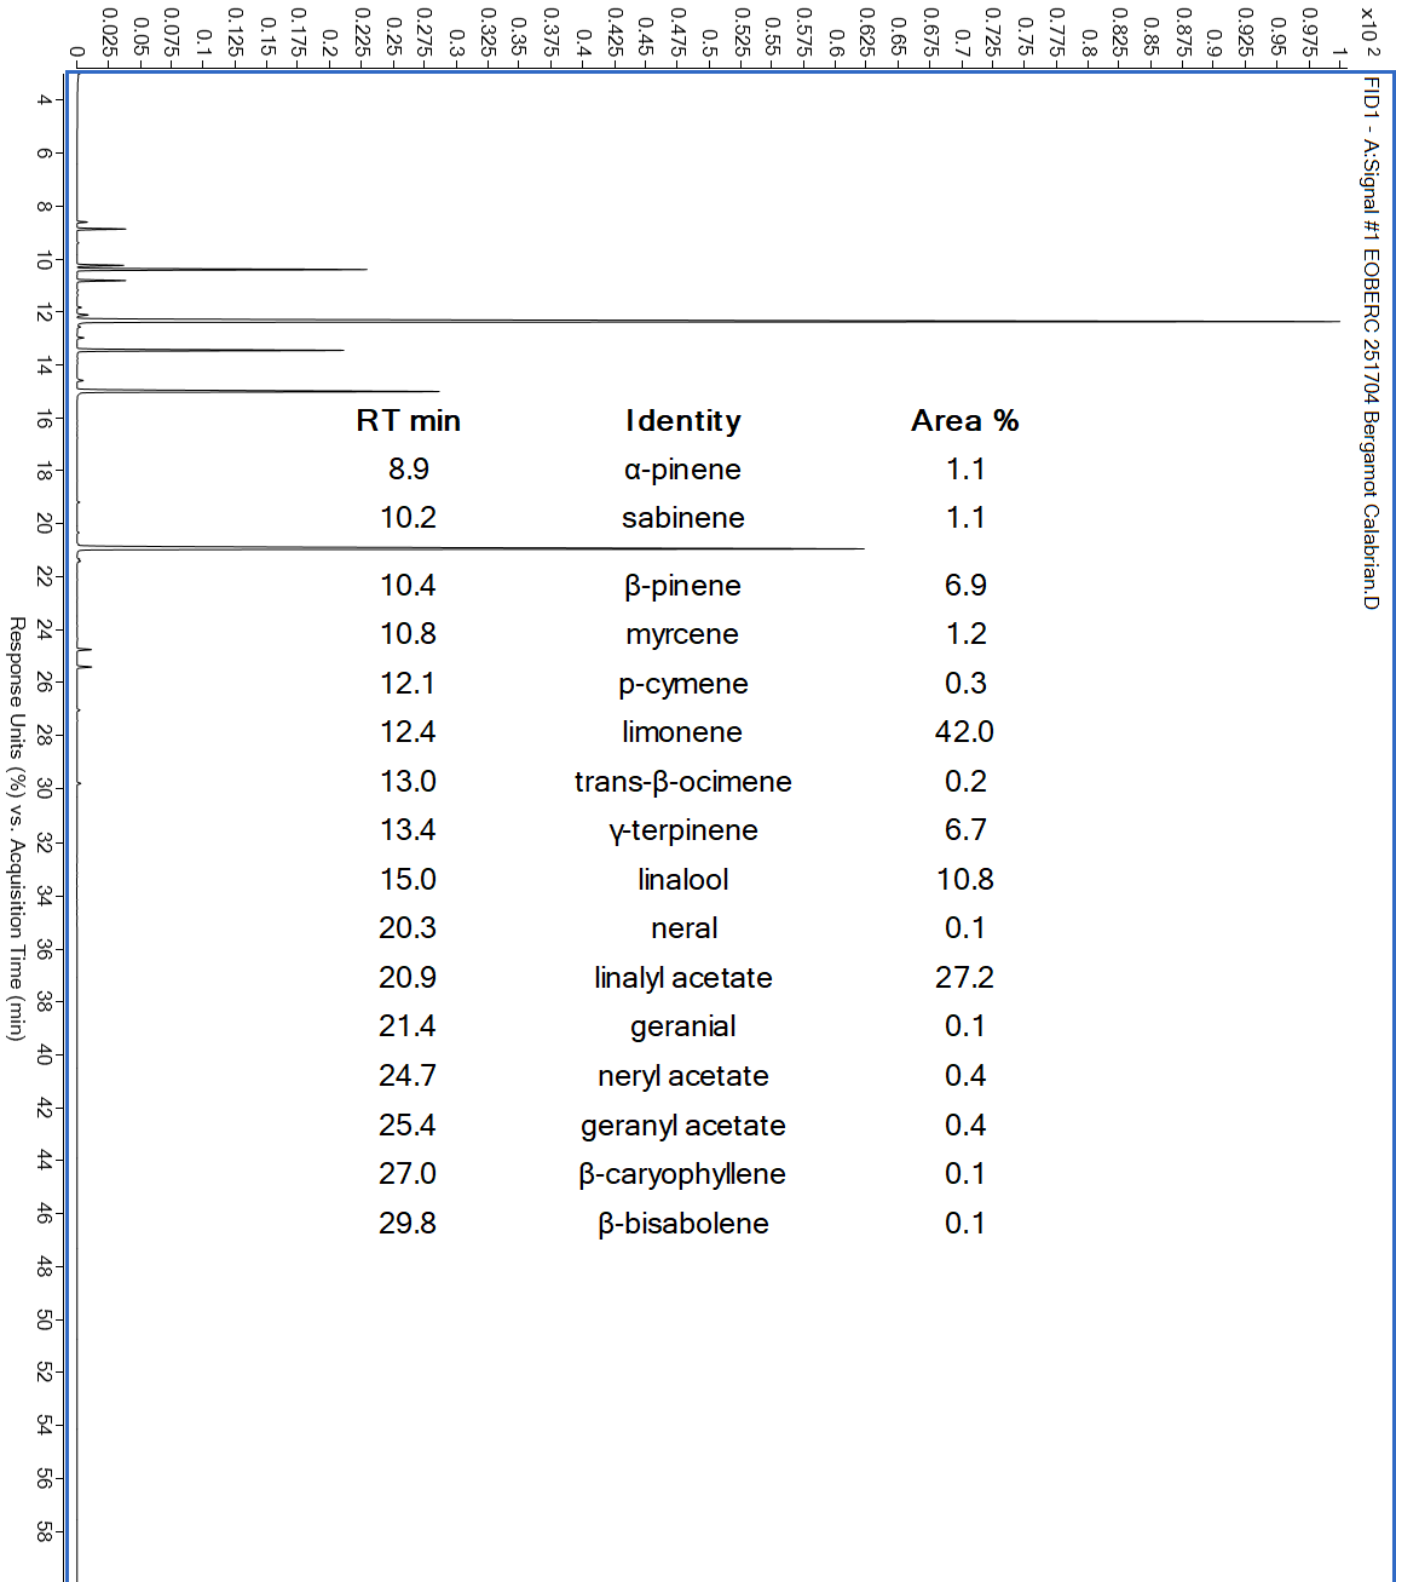 x10 2
FID1 - A:Signal #1 EOBERC 251704 Bergamot Calabrian.D
1
0.975
0.95
0.925
0.9
0.875
0.85
0.825
0.8
0.775
0.75
0.725
0.7
0.675
0.65
0.625
0.6
0.575
0.55
0.525
0.5
0.475
0.45
0.425
0.4
0.375
0.35
0.325
0.3
0.275
0.25
0.225
0.2
0.175
0.15
0.125
0.1
0.075
0.05
0.025
0
4 6 8 10 12 14 16 18 20 22 24 26 28 30 32 34 36 38 40 42 44 46 48 50 52 54 56 58
Response Units (%) vs. Acquisition Time (min)
RT min Identity Area %
8.9 α-pinene 1.1
10.2 sabinene 1.1
10.4 β-pinene 6.9
10.8 myrcene 1.2
12.1 p-cymene 0.3
12.4 limonene 42.0
13.0 trans-β-ocimene 0.2
13.4 γ-terpinene 6.7
15.0 linalool 10.8
20.3 neral 0.1
20.9 linalyl acetate 27.2
21.4 geranial 0.1
24.7 neryl acetate 0.4
25.4 geranyl acetate 0.4
27.0 β-caryophyllene 0.1
29.8 β-bisabolene 0.1